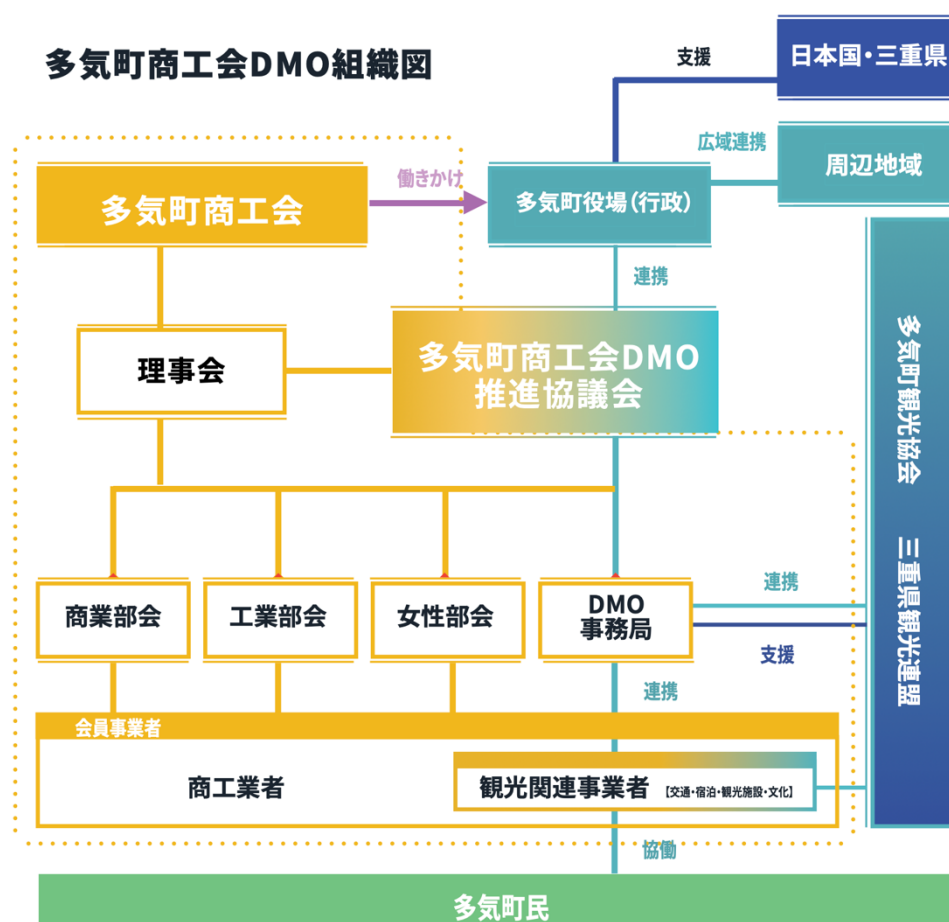 多気町商工会DMO組織図
支援
日本国・三重県
広域連携
周辺地域
多気町商工会
働きかけ
多気町役場(行政)
連携
理事会
多気町商工会DMO
推進協議会
多気町観光協会 三重県観光連盟
商業部会
工業部会
女性部会
DMO
事務局
連携
支援
連携
会員事業者
商工業者
観光関連事業者 【交通・宿泊・観光施設・文化】
協働
多気町民